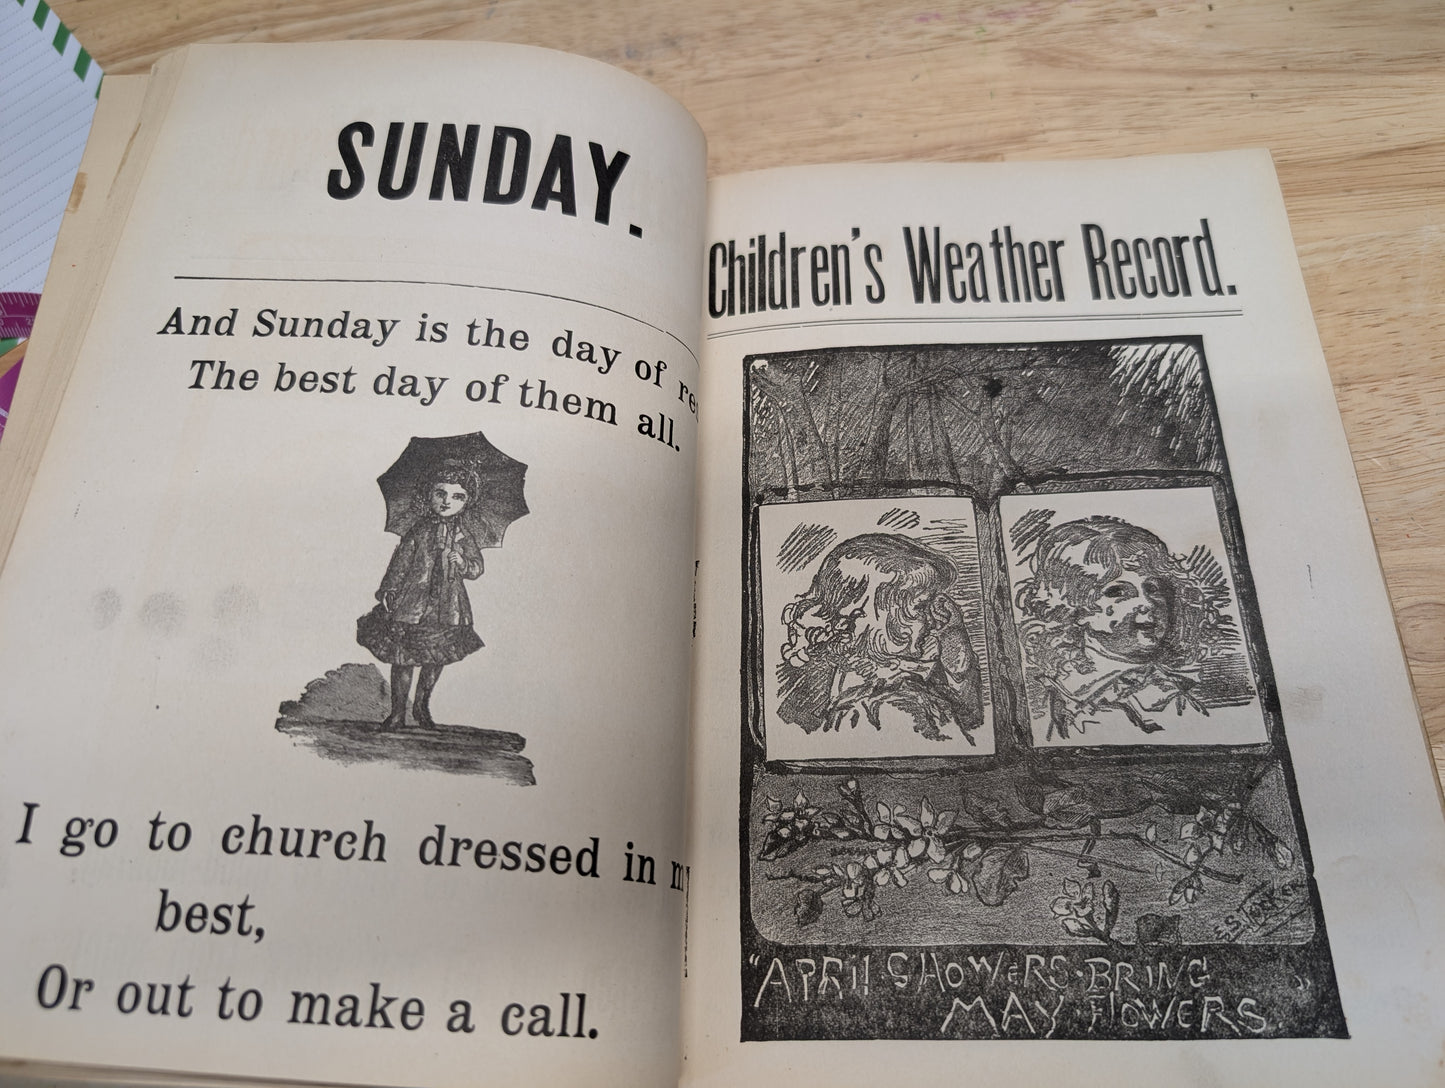 SUNDAY.
And Sunday is the day of
The best day of them all.
I go to church dressed in
best,
Or out to make a call.
Children's Weather Record.
E.S. TUCKER
"APRIL SHOWERS BRING
MAY FLOWERS."